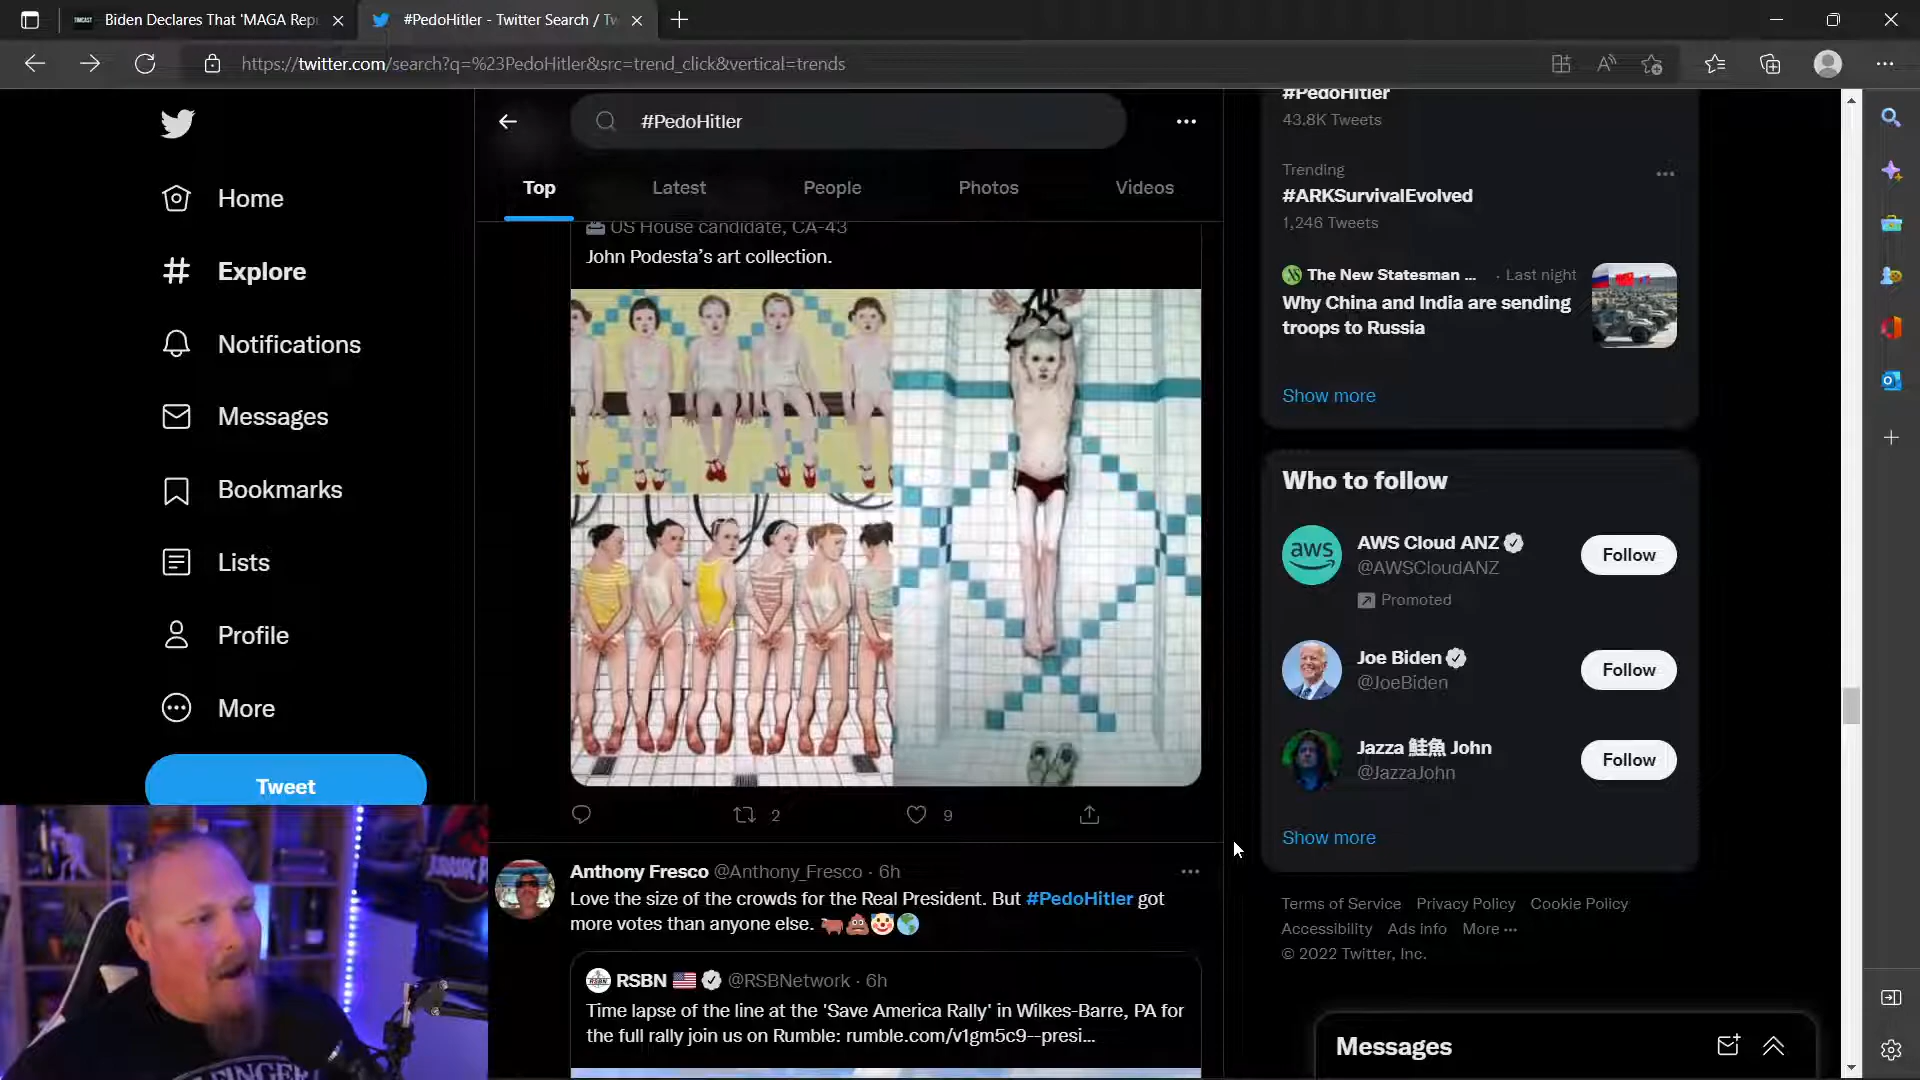 Biden Declares That 'MAGA Rep
#PedoHitler - Twitter Search / Tw
https://twitter.com/search?q=%23PedoHitler&src=trend_click&vertical=trends
Home
Explore
Notifications
Messages
Bookmarks
Lists
Profile
More
Tweet
#PedoHitler
Top
Latest
People
Photos
Videos
US House candidate, CA-43
John Podesta's art collection.
2
9
Anthony Fresco @Anthony_Fresco · 6h
Love the size of the crowds for the Real President. But #PedoHitler got
more votes than anyone else.
RSBN @RSBNetwork · 6h
Time lapse of the line at the 'Save America Rally' in Wilkes-Barre, PA for
the full rally join us on Rumble: rumble.com/v1gm5c9--presi...
#PedoHitler
43.8K Tweets
Trending
#ARKSurvivalEvolved
1,246 Tweets
The New Statesman ... · Last night
Why China and India are sending
troops to Russia
Show more
Who to follow
aws
AWS Cloud ANZ
@AWSCloudANZ
Promoted
Follow
Joe Biden
@JoeBiden
Follow
Jazza 鮭魚 John
@JazzaJohn
Follow
Show more
Terms of Service Privacy Policy Cookie Policy
Accessibility Ads info More ···
© 2022 Twitter, Inc.
Messages